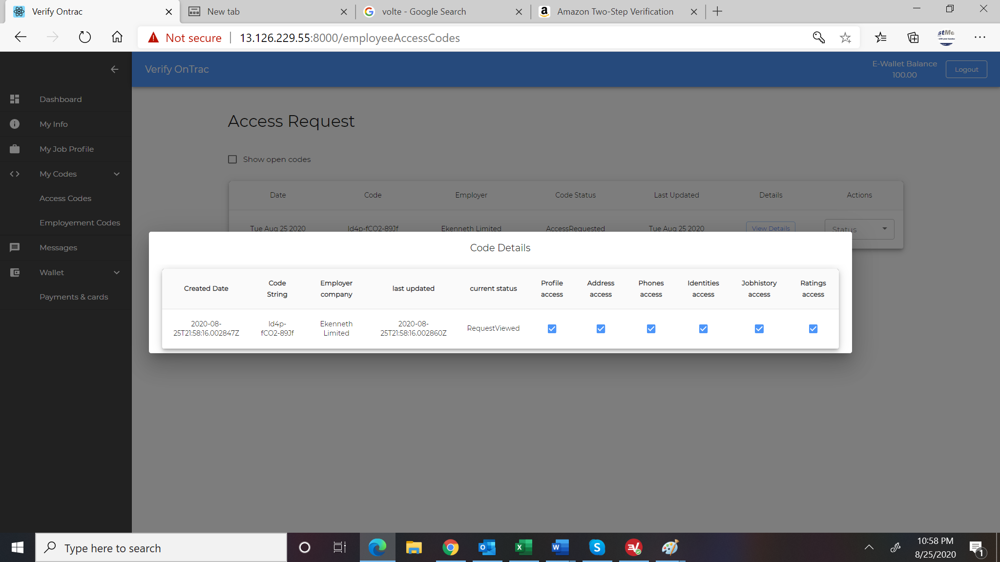 Verify Ontrac
New tab
volte - Google Search
Amazon Two-Step Verification
Not secure
13.126.229.55:8000/employeeAccessCodes
stMe
Verify OnTrac
E-Wallet Balance
100.00
Logout
Dashboard
My Info
My Job Profile
My Codes
Access Codes
Employement Codes
Messages
Wallet
Payments & cards
Access Request
Show open codes
Date Code Employer Code Status Last Updated Details Actions
Tue Aug 25 2020 Id4p-fCO2-89Jf Ekenneth Limited AccessRequested Tue Aug 25 2020 View Details Status
Code Details
Created Date Code String Employer company last updated current status Profile access Address access Phones access Identities access Jobhistory access Ratings access
2020-08-25T21:58:16.002847Z Id4p-fCO2-89Jf Ekenneth Limited 2020-08-25T21:58:16.002860Z RequestViewed
Type here to search
10:58 PM
8/25/2020
1